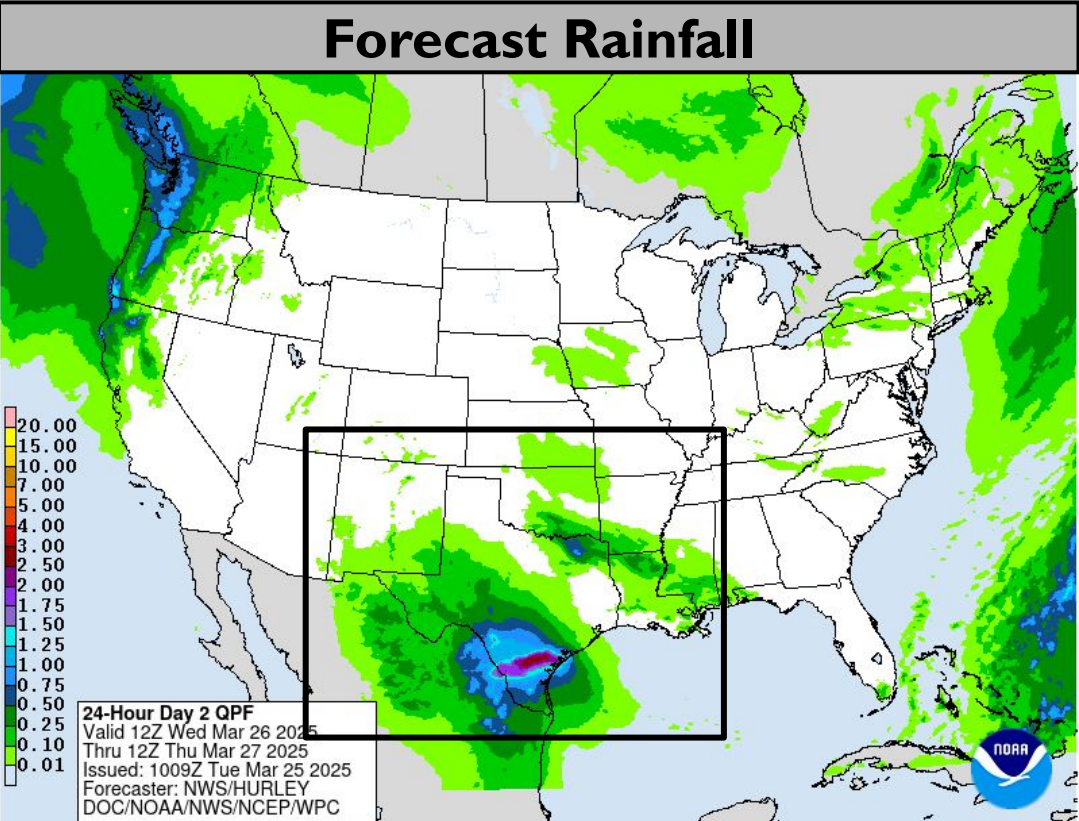 Forecast Rainfall
20.00
15.00
10.00
7.00
5.00
4.00
3.00
2.50
2.00
1.75
1.50
1.25
1.00
0.75
0.50
0.25
0.10
0.01
24-Hour Day 2 QPF
Valid 12Z Wed Mar 26 2025
Thru 12Z Thu Mar 27 2025
Issued: 1009Z Tue Mar 25 2025
Forecaster: NWS/HURLEY
DOC/NOAA/NWS/NCEP/WPC
NOAA